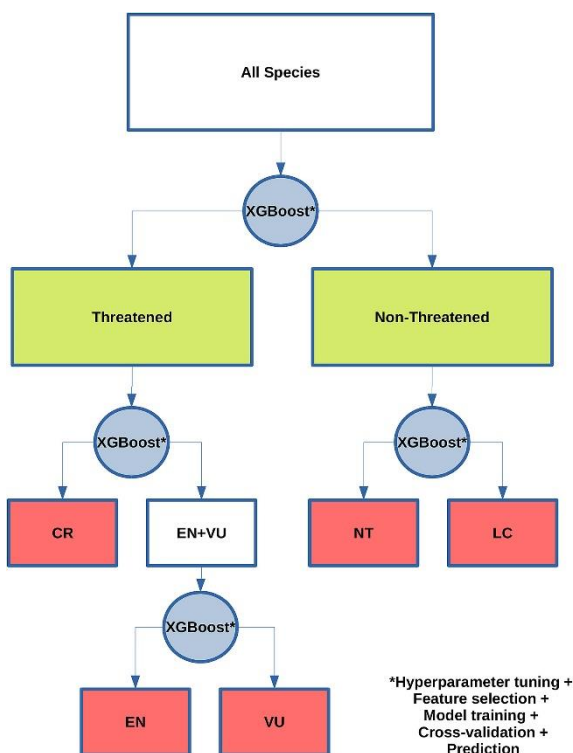 All Species
XGBoost*
Threatened
Non-Threatened
XGBoost*
XGBoost*
CR
EN+VU
NT
LC
XGBoost*
EN
VU
*Hyperparameter tuning +
Feature selection +
Model training +
Cross-validation +
Prediction